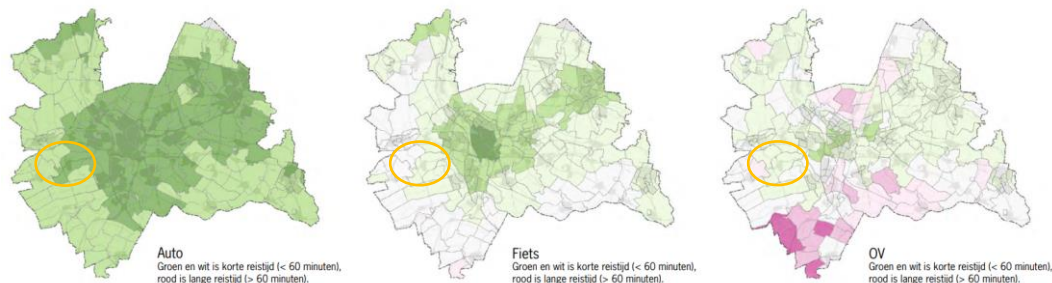 Auto
Groen en wit is korte reistijd (< 60 minuten),
rood is lange reistijd (> 60 minuten).
Fiets
Groen en wit is korte reistijd (< 60 minuten),
rood is lange reistijd (> 60 minuten).
OV
Groen en wit is korte reistijd (< 60 minuten),
rood is lange reistijd (> 60 minuten).